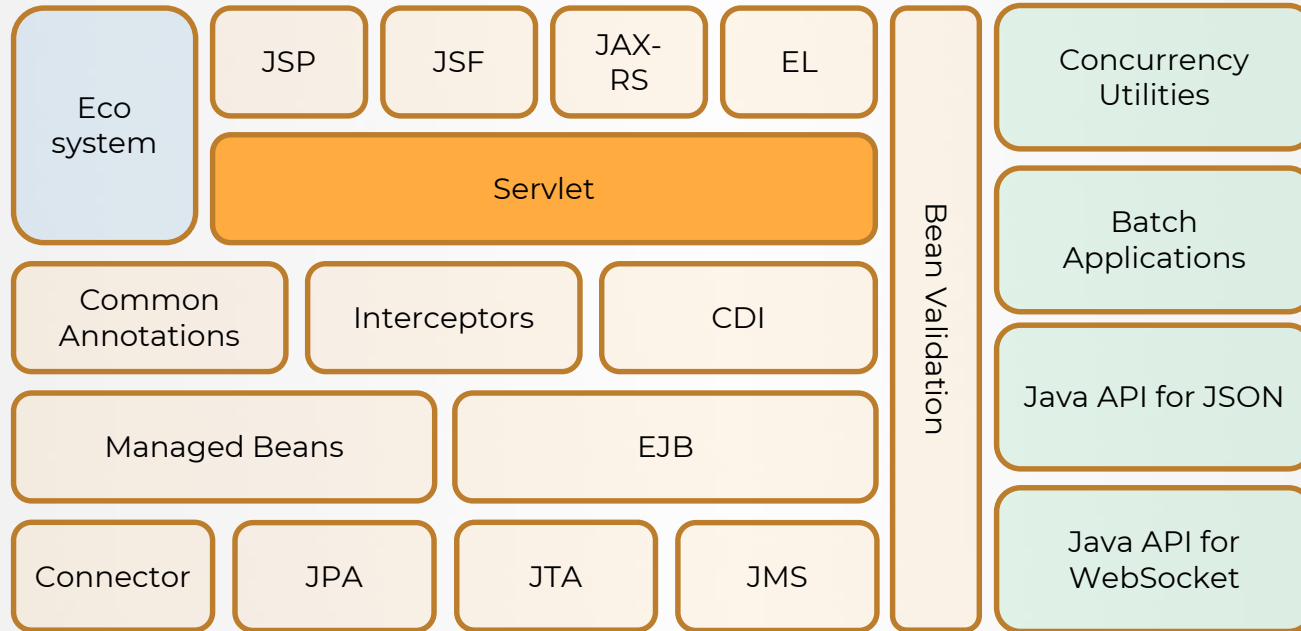 Eco
system
JSP
JSF
JAX-
RS
EL
Servlet
Common
Annotations
Interceptors
CDI
Managed Beans
EJB
Connector
JPA
JTA
JMS
Bean Validation
Concurrency
Utilities
Batch
Applications
Java API for JSON
Java API for
WebSocket